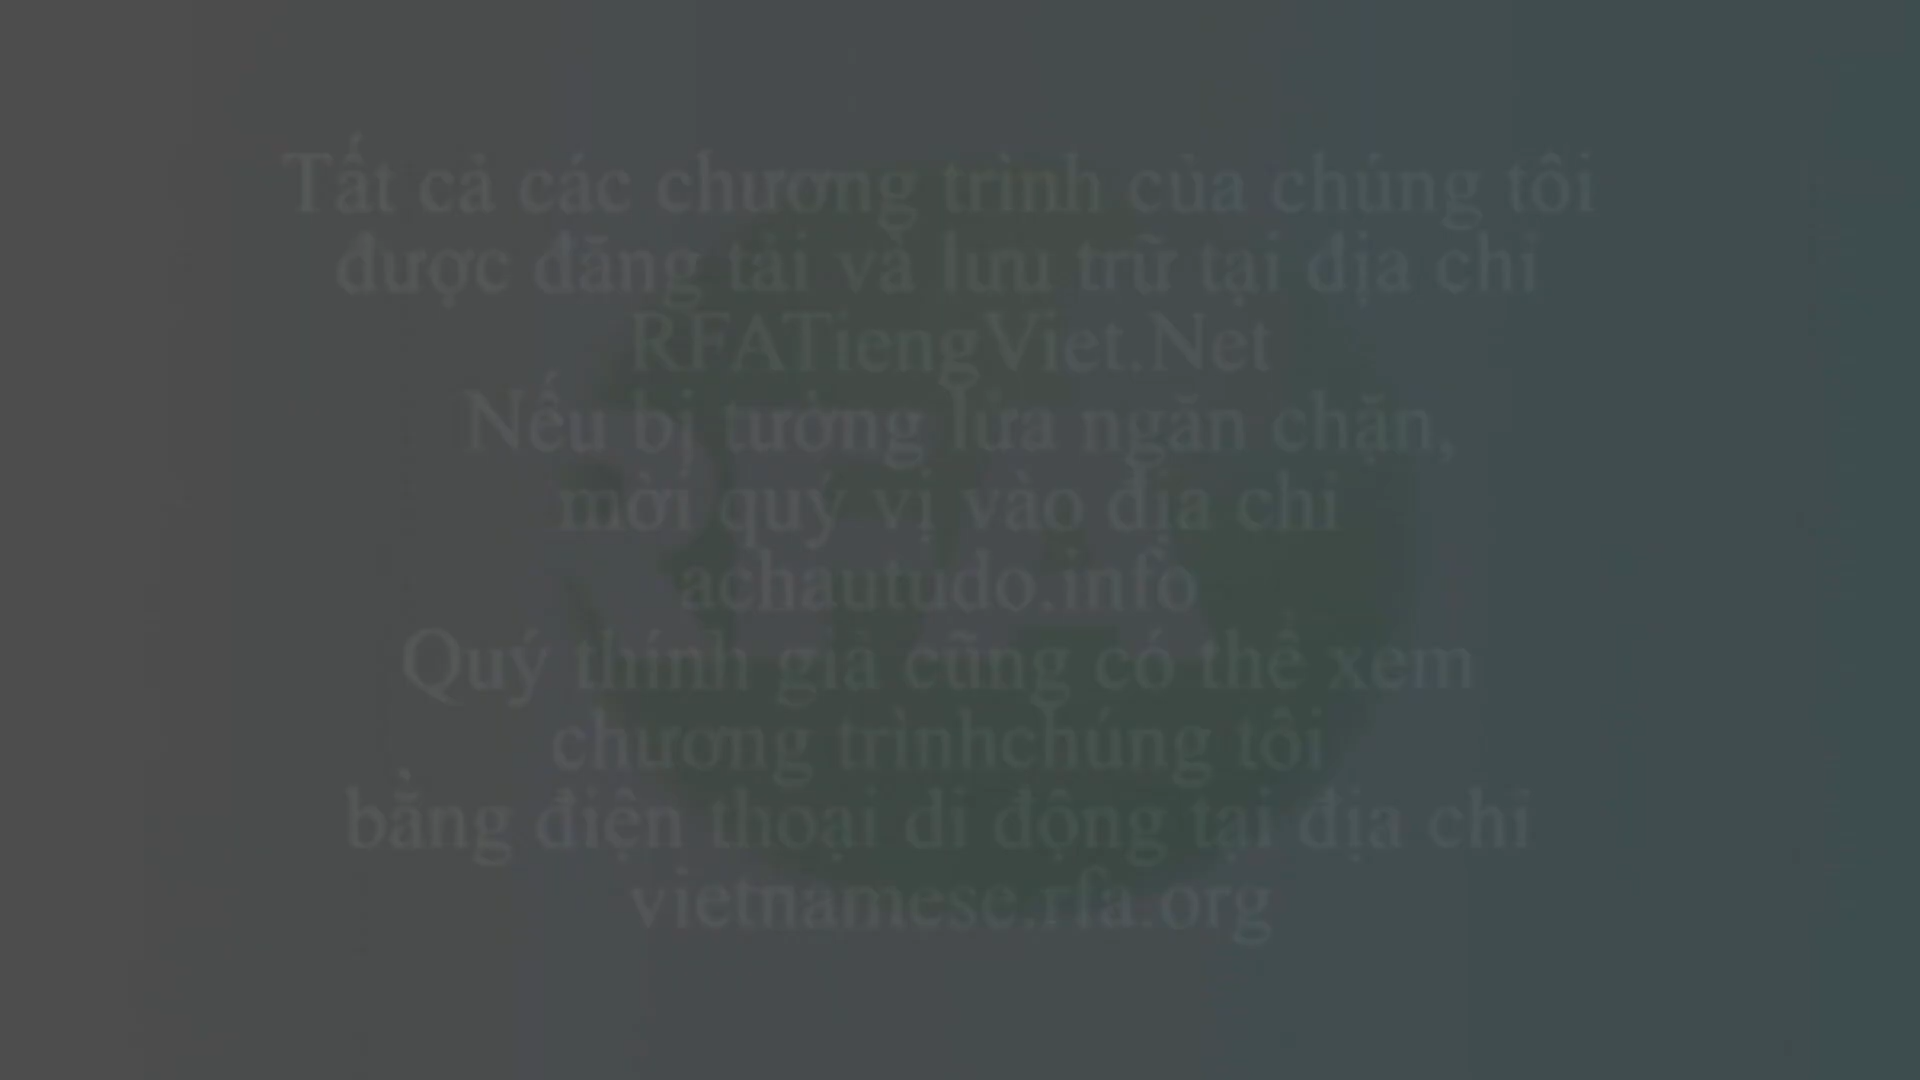 Tất cả các chương trình của chúng tôi
được đăng tải và lưu trữ tại địa chỉ
RFATiengViet.Net
Nếu bị tường lửa ngăn chặn,
mời quý vị vào địa chỉ
achautudo.info
Quý thính giả cũng có thể xem
chương trìnhchúng tôi
bằng điện thoại di động tại địa chỉ
vietnamese.rfa.org
RFA